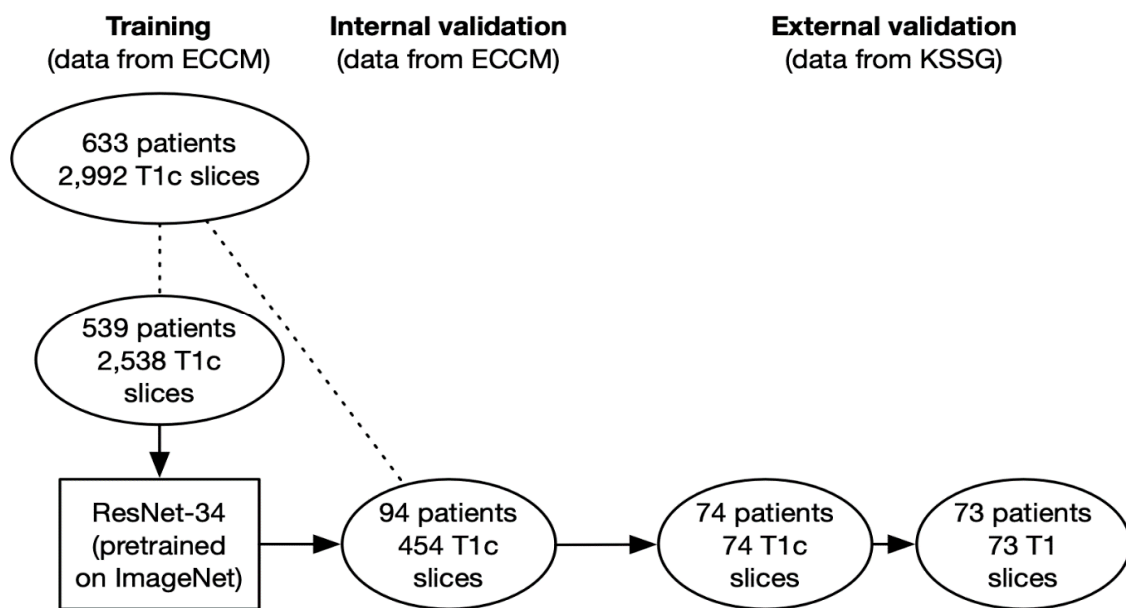 Training
(data from ECCM)
Internal validation
(data from ECCM)
External validation
(data from KSSG)
633 patients
2,992 T1c slices
539 patients
2,538 T1c
slices
ResNet-34
(pretrained
on ImageNet)
94 patients
454 T1c
slices
74 patients
74 T1c
slices
73 patients
73 T1
slices